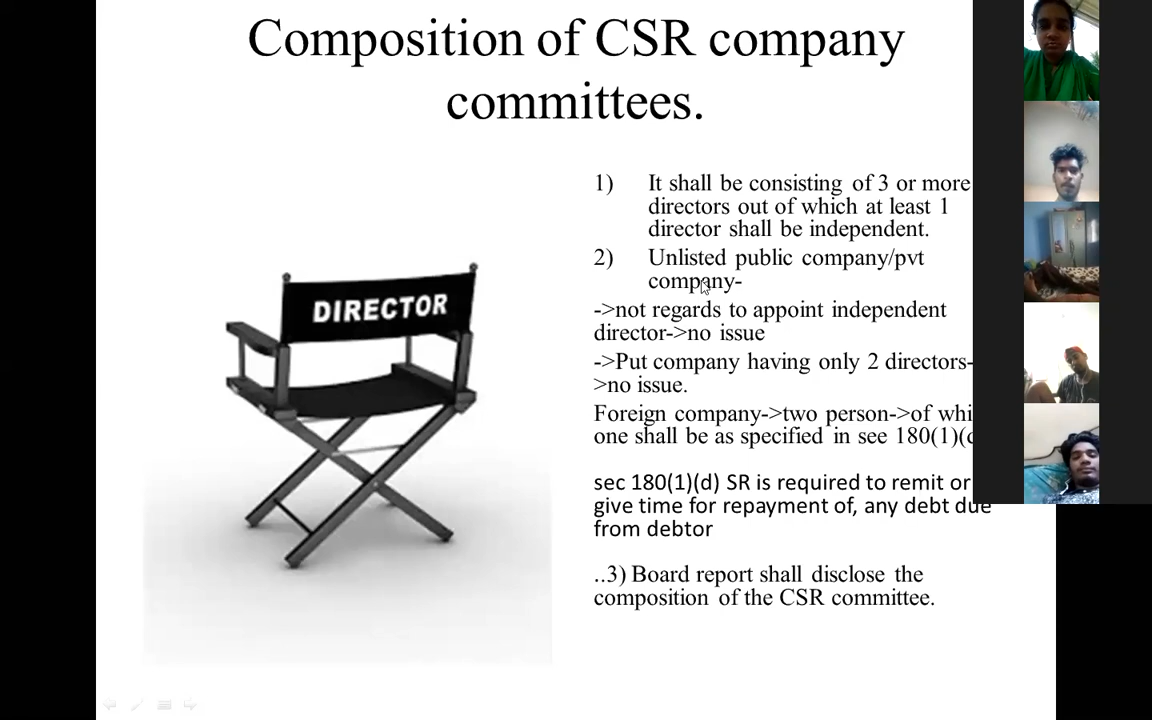 Composition of CSR company
committees.
DIRECTOR
1) It shall be consisting of 3 or more
directors out of which at least 1
director shall be independent.
2) Unlisted public company/pvt
company-
->not regards to appoint independent
director->no issue
->Put company having only 2 directors-
>no issue.
Foreign company->two person->of whi
one shall be as specified in see 180(1)(
sec 180(1)(d) SR is required to remit or
give time for repayment of, any debt due
from debtor
..3) Board report shall disclose the
composition of the CSR committee.